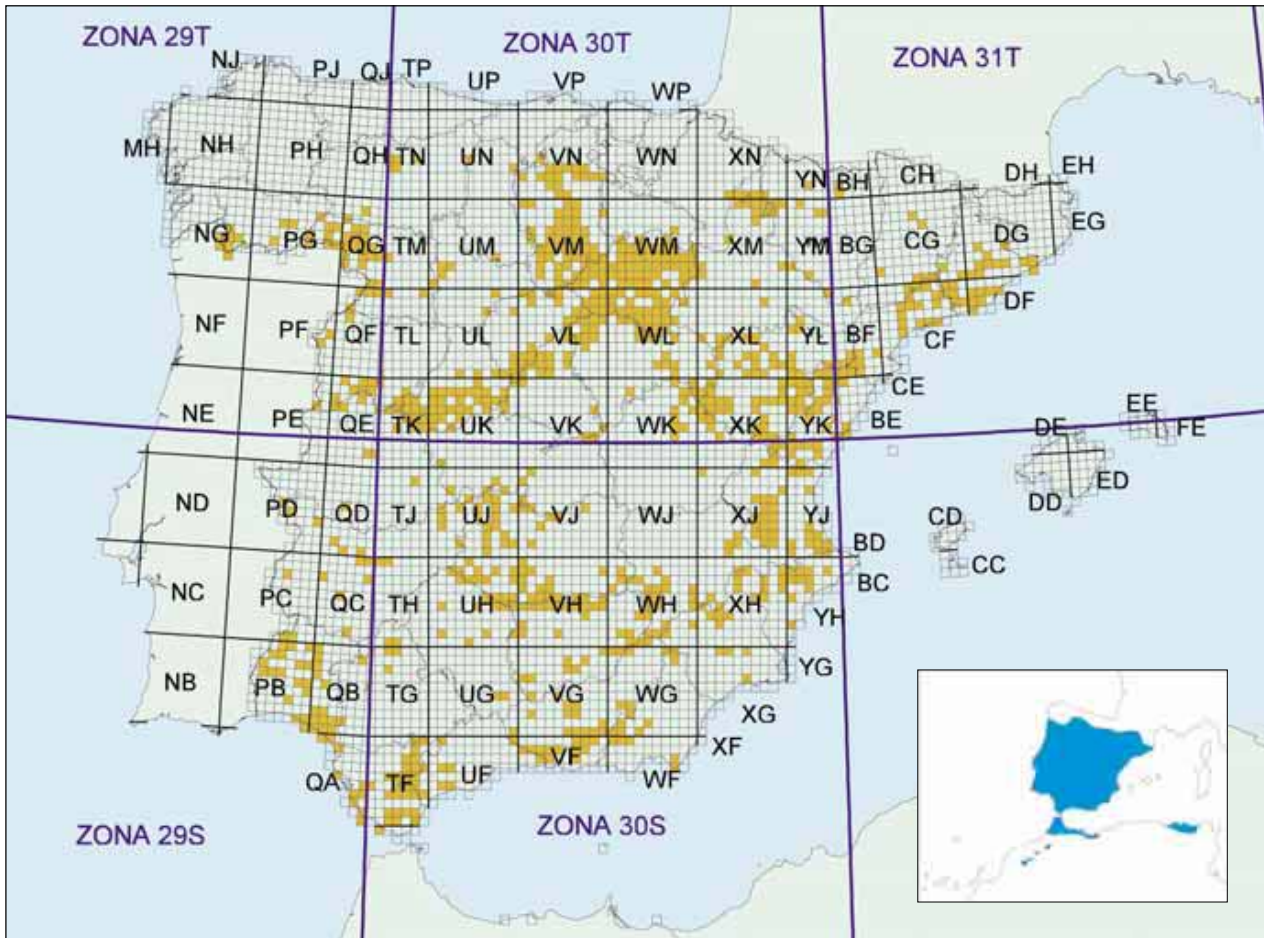 ZONA 29T
ZONA 30T
ZONA 31T
NJ PJ QJ TP UP VP WP
MH NH PH QH TN UN VN WN XN YN BH CH DH EH
NG PG QG TM UM VM WM XM YM BG CG DG EG
NF PF QF TL UL VL WL XL YL BF CF DF
NE PE QE TK UK VK WK XK YK BE CE DE EE FE
ND PD QD TJ UJ VJ WJ XJ YJ BD CD DD ED
NC PC QC TH UH VH WH XH YH BC CC
NB PB QB TG UG VG WG XG YG
QA TF UF VF WF XF
ZONA 29S
ZONA 30S